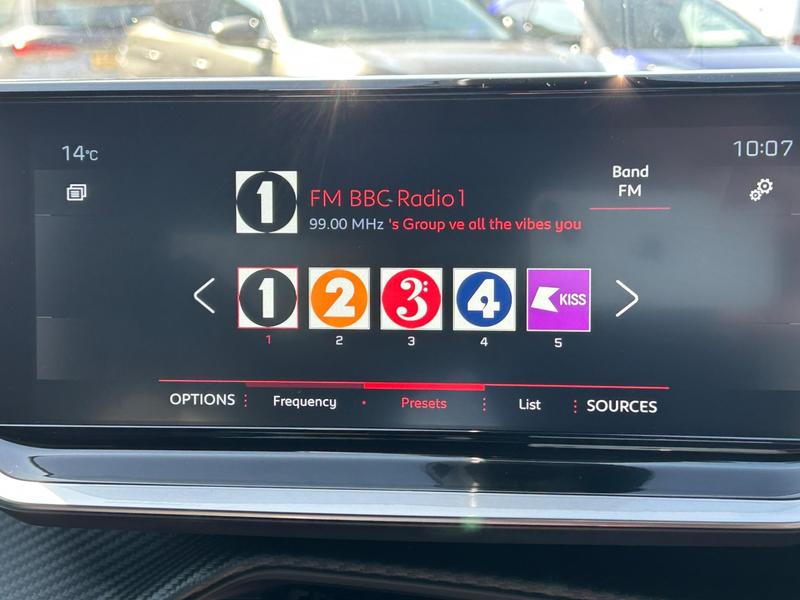 14°C
10:07
1
FM BBC Radio1
99.00 MHz 's Group ve all the vibes you
Band
FM
1 2 3: 4 KISS
1 2 3 4 5
OPTIONS Frequency Presets List SOURCES